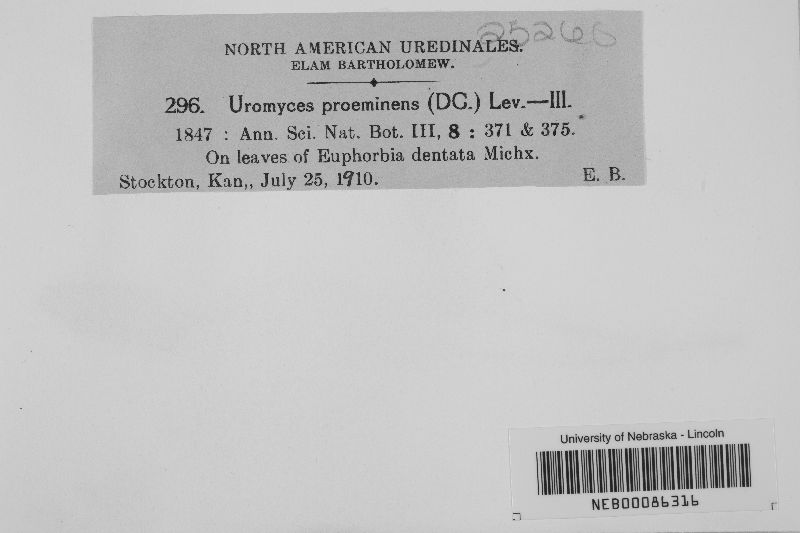 25266
NORTH AMERICAN UREDINALES.
ELAM BARTHOLOMEW.
296. Uromyces proeminens (DC.) Lev.—III.
1847 : Ann. Sci. Nat. Bot. III, 8 : 371 & 375.
On leaves of Euphorbia dentata Michx.
Stockton, Kan,, July 25, 1910. E. B.
University of Nebraska - Lincoln
NEB00086316